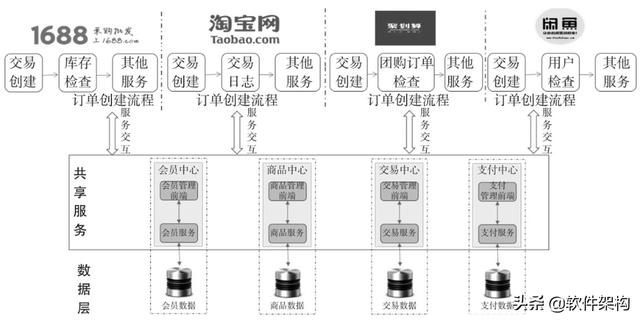 1688 采购批发
上1688.com
淘宝网
Taobao.com
聚划算
闲鱼
交易
创建
库存
检查
其他
服务
订单创建流程
交易
创建
交易
日志
其他
服务
订单创建流程
交易
创建
团购订单
检查
其他
服务
订单创建流程
交易
创建
用户
检查
其他
服务
订单创建流程
服务交互
服务交互
服务交互
服务交互
共享服务
会员中心
会员管理
前端
会员服务
商品中心
商品管理
前端
商品服务
交易中心
交易管理
前端
交易服务
支付中心
支付
管理前端
支付服务
数据层
会员数据
商品数据
交易数据
支付数据
头条@软件架构